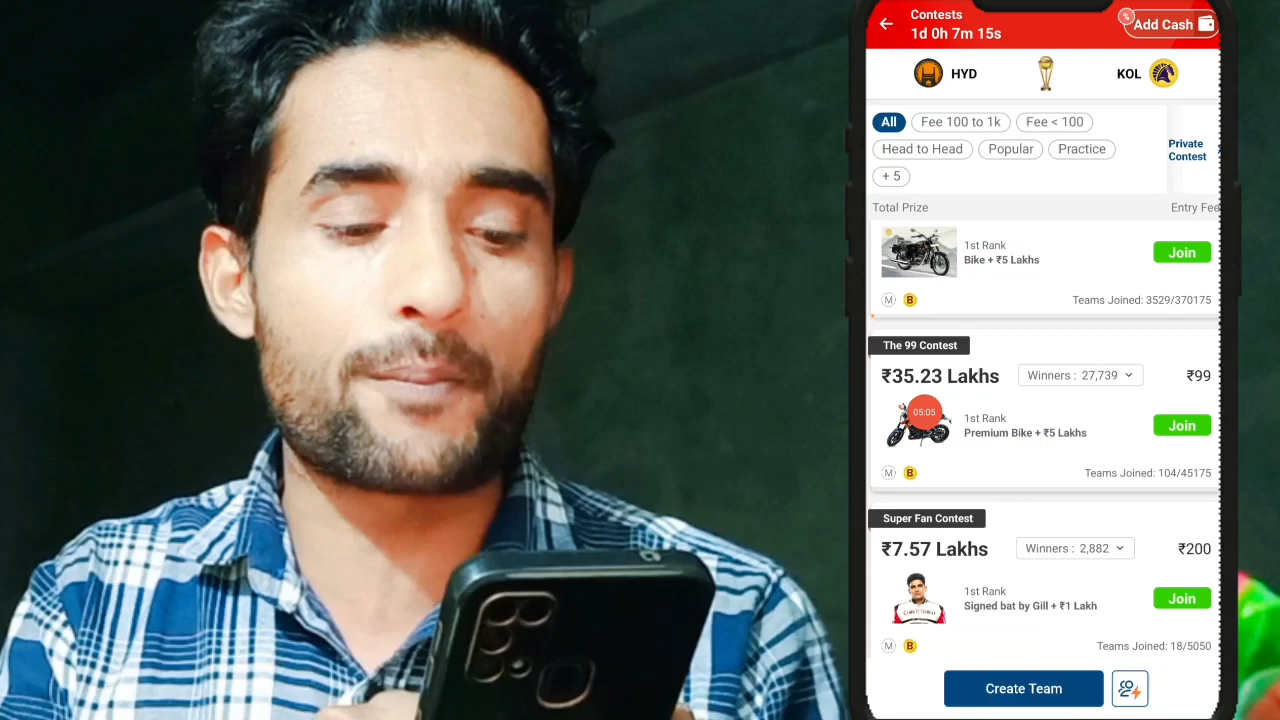 Contests
1d 0h 7m 15s
% Add Cash
HYD KOL
All Fee 100 to 1k Fee < 100
Head to Head Popular Practice
+ 5
Private
Contest
Total Prize Entry Fee
1st Rank
Bike + ₹5 Lakhs
Join
M B Teams Joined: 3529/370175
The 99 Contest
₹35.23 Lakhs Winners : 27,739 ₹99
05:05
1st Rank
Premium Bike + ₹5 Lakhs
Join
M B Teams Joined: 104/45175
Super Fan Contest
₹7.57 Lakhs Winners : 2,882 ₹200
1st Rank
Signed bat by Gill + ₹1 Lakh
Join
M B Teams Joined: 18/5050
Create Team